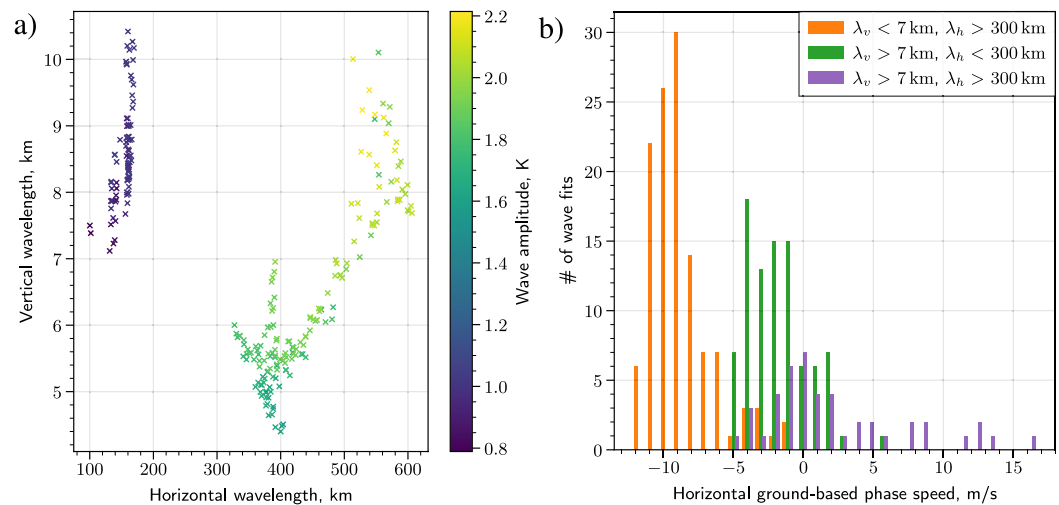 a)
10
9
8
7
6
5
Vertical wavelength, km
100 200 300 400 500 600
Horizontal wavelength, km
2.2
2.0
1.8
1.6
1.4
1.2
1.0
0.8
Wave amplitude, K
b)
30
25
20
15
10
5
0
# of wave fits
λv < 7 km, λh > 300 km
λv > 7 km, λh < 300 km
λv > 7 km, λh > 300 km
−10 −5 0 5 10 15
Horizontal ground-based phase speed, m/s